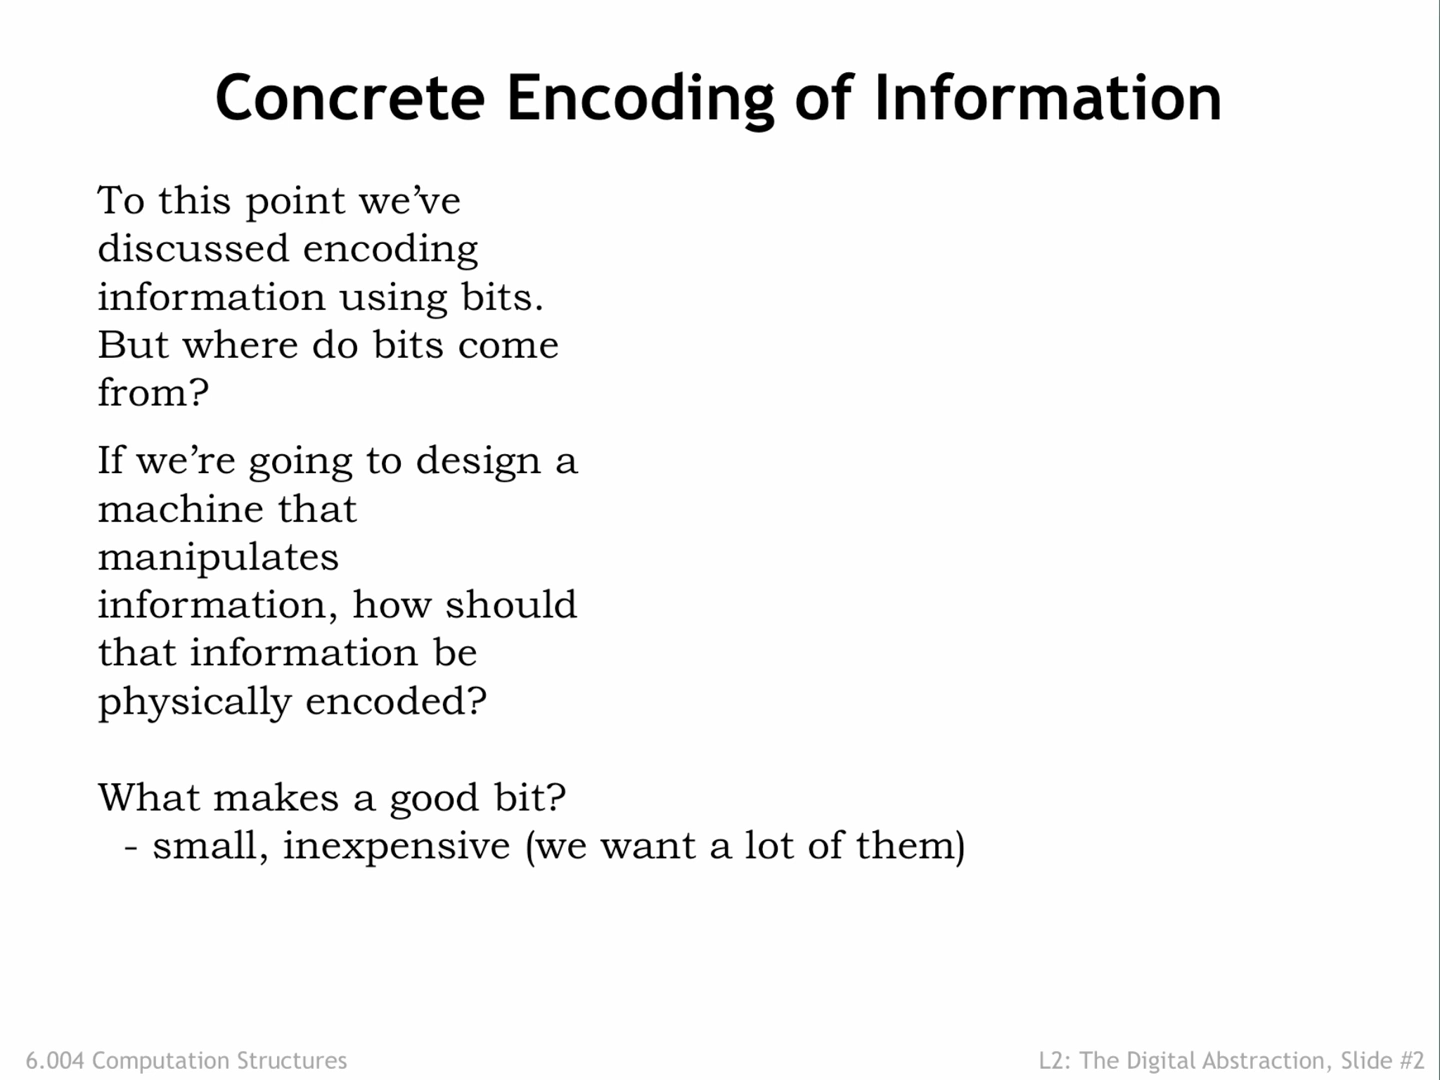 Concrete Encoding of Information
To this point we’ve
discussed encoding
information using bits.
But where do bits come
from?
If we’re going to design a
machine that
manipulates
information, how should
that information be
physically encoded?
What makes a good bit?
- small, inexpensive (we want a lot of them)
6.004 Computation Structures
L2: The Digital Abstraction, Slide #2